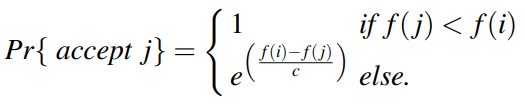 Pr{ accept j} = { 1 if f(j) < f(i)
e^( (f(i)−f(j))/c ) else.